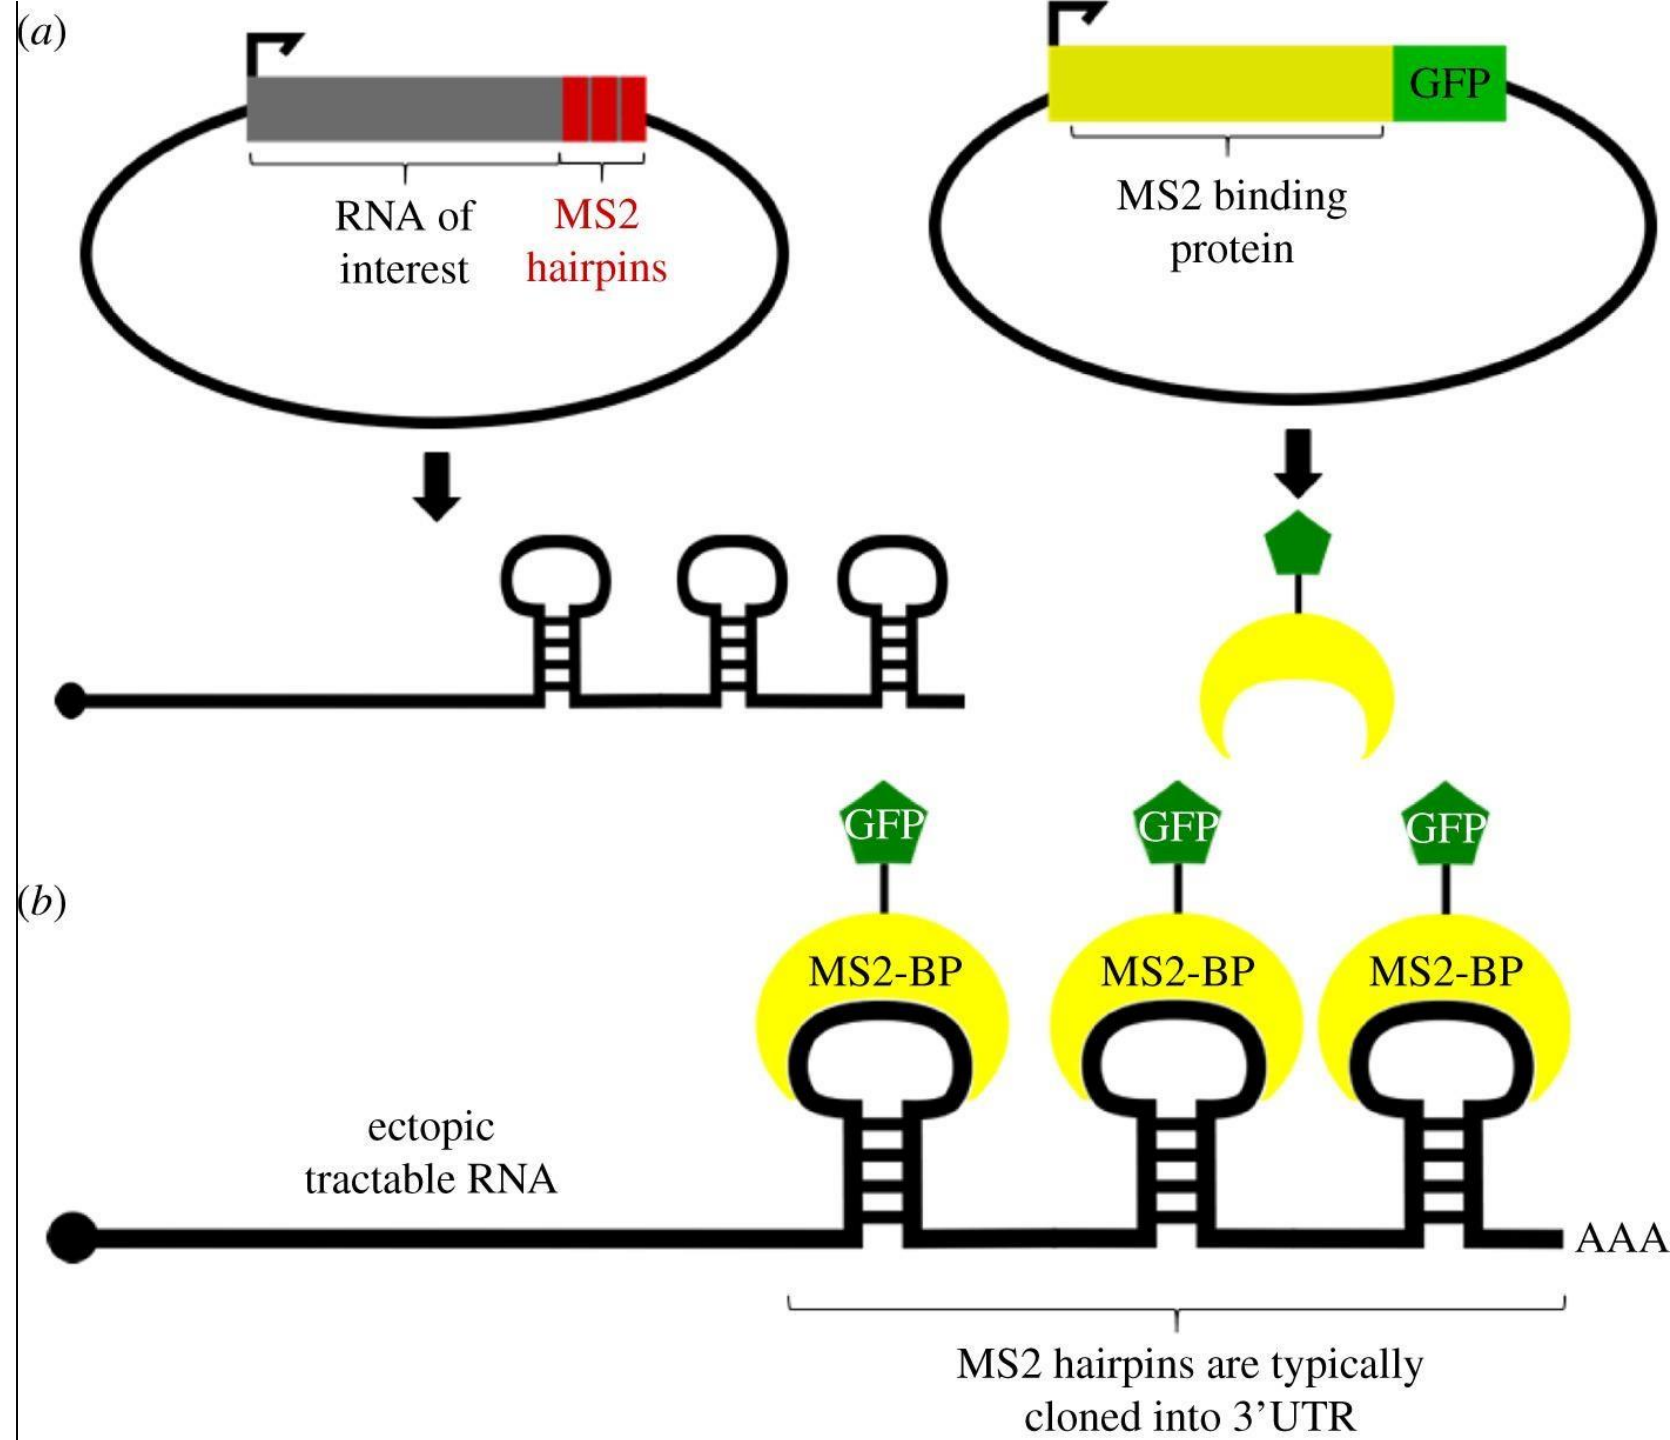 (a)
GFP
RNA of
interest
MS2
hairpins
MS2 binding
protein
(b)
GFP
GFP
GFP
MS2-BP
MS2-BP
MS2-BP
ectopic
tractable RNA
AAA
MS2 hairpins are typically
cloned into 3’UTR